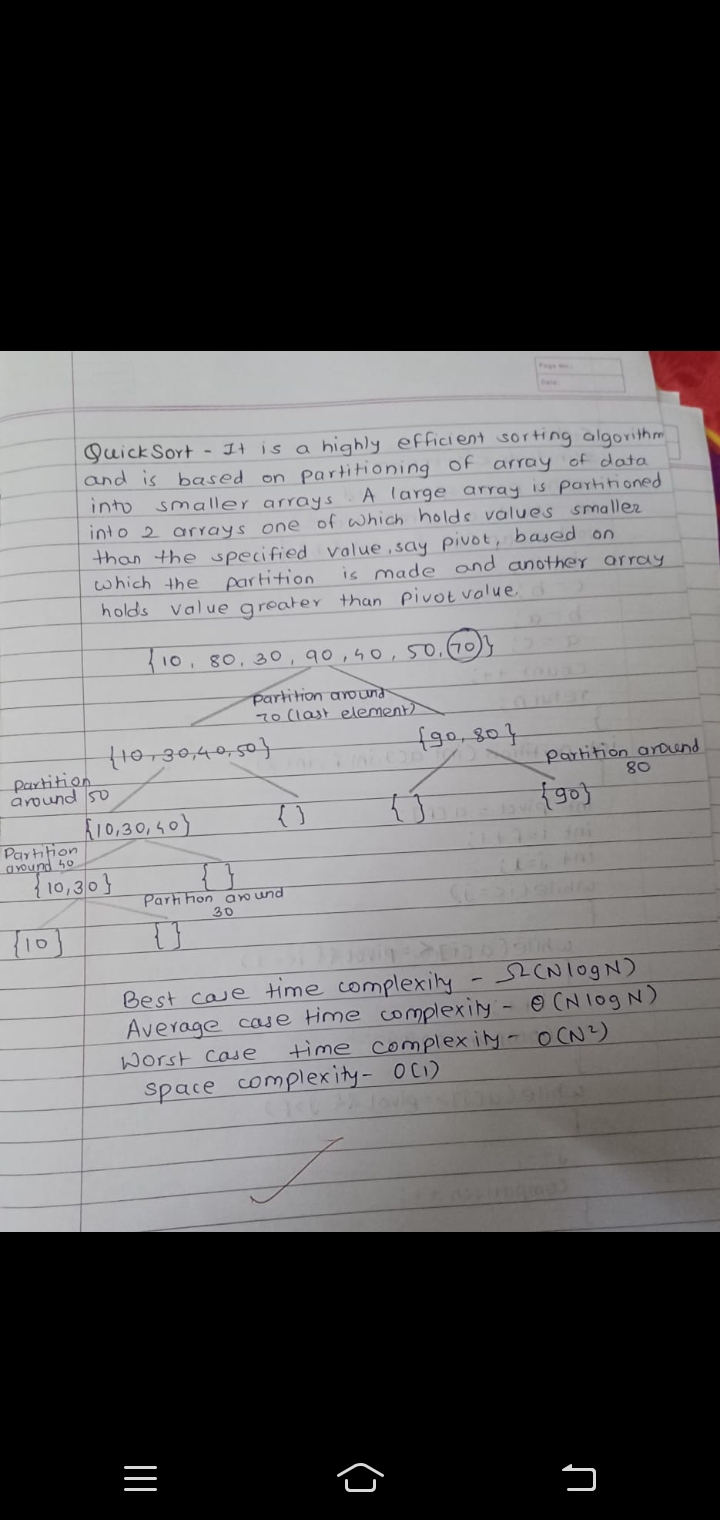 Page No.:
Date:
QuickSort - It is a highly efficient sorting algorithm
and is based on partitioning of array of data
into smaller arrays. A large array is partitioned
into 2 arrays one of which holds values smaller
than the specified value, say pivot, based on
which the partition is made and another array
holds value greater than pivot value.
{10, 80, 30, 90, 40, 50, 70}
Partition around
70 (last element)
{10, 30, 40, 50} {90, 80}
Partition around
80
Partition
around 50
{10, 30, 40} { } { } {90}
Partition
around 40
{10, 30} { }
Partition around
30
{10} { }
Best case time complexity - Ω(N log N)
Average case time complexity - θ(N log N)
Worst case time complexity - O(N²)
Space complexity - O(1)